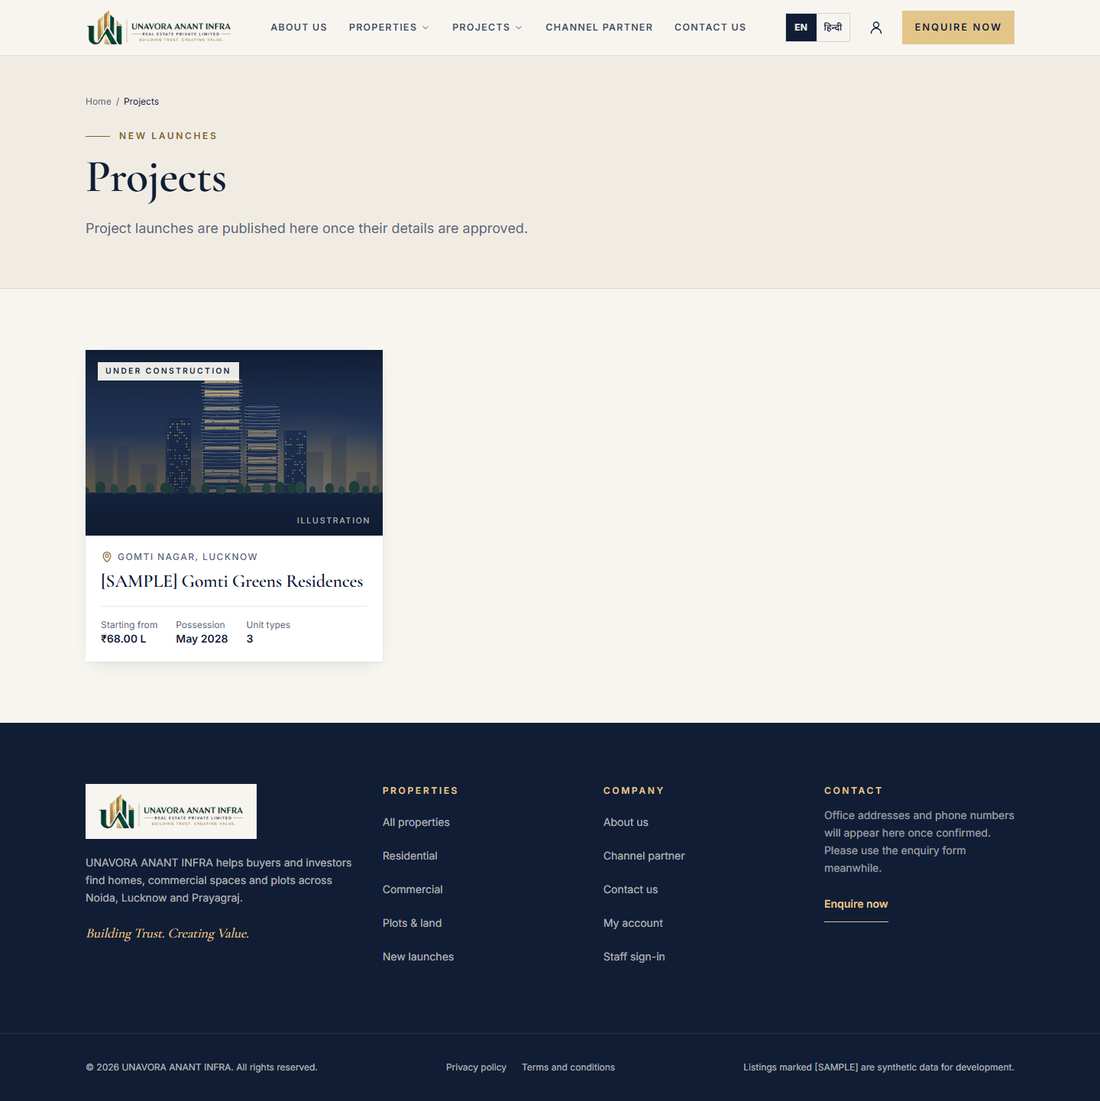 UNAVORA ANANT INFRA
REAL ESTATE PRIVATE LIMITED
BUILDING TRUST. CREATING VALUE.
ABOUT US
PROPERTIES
PROJECTS
CHANNEL PARTNER
CONTACT US
EN
हिन्दी
ENQUIRE NOW
Home / Projects
NEW LAUNCHES
Projects
Project launches are published here once their details are approved.
UNDER CONSTRUCTION
ILLUSTRATION
GOMTI NAGAR, LUCKNOW
[SAMPLE] Gomti Greens Residences
Starting from
₹68.00 L
Possession
May 2028
Unit types
3
UNAVORA ANANT INFRA
REAL ESTATE PRIVATE LIMITED
BUILDING TRUST. CREATING VALUE.
UNAVORA ANANT INFRA helps buyers and investors
find homes, commercial spaces and plots across
Noida, Lucknow and Prayagraj.
Building Trust. Creating Value.
PROPERTIES
All properties
Residential
Commercial
Plots & land
New launches
COMPANY
About us
Channel partner
Contact us
My account
Staff sign-in
CONTACT
Office addresses and phone numbers
will appear here once confirmed.
Please use the enquiry form
meanwhile.
Enquire now
© 2026 UNAVORA ANANT INFRA. All rights reserved.
Privacy policy
Terms and conditions
Listings marked [SAMPLE] are synthetic data for development.